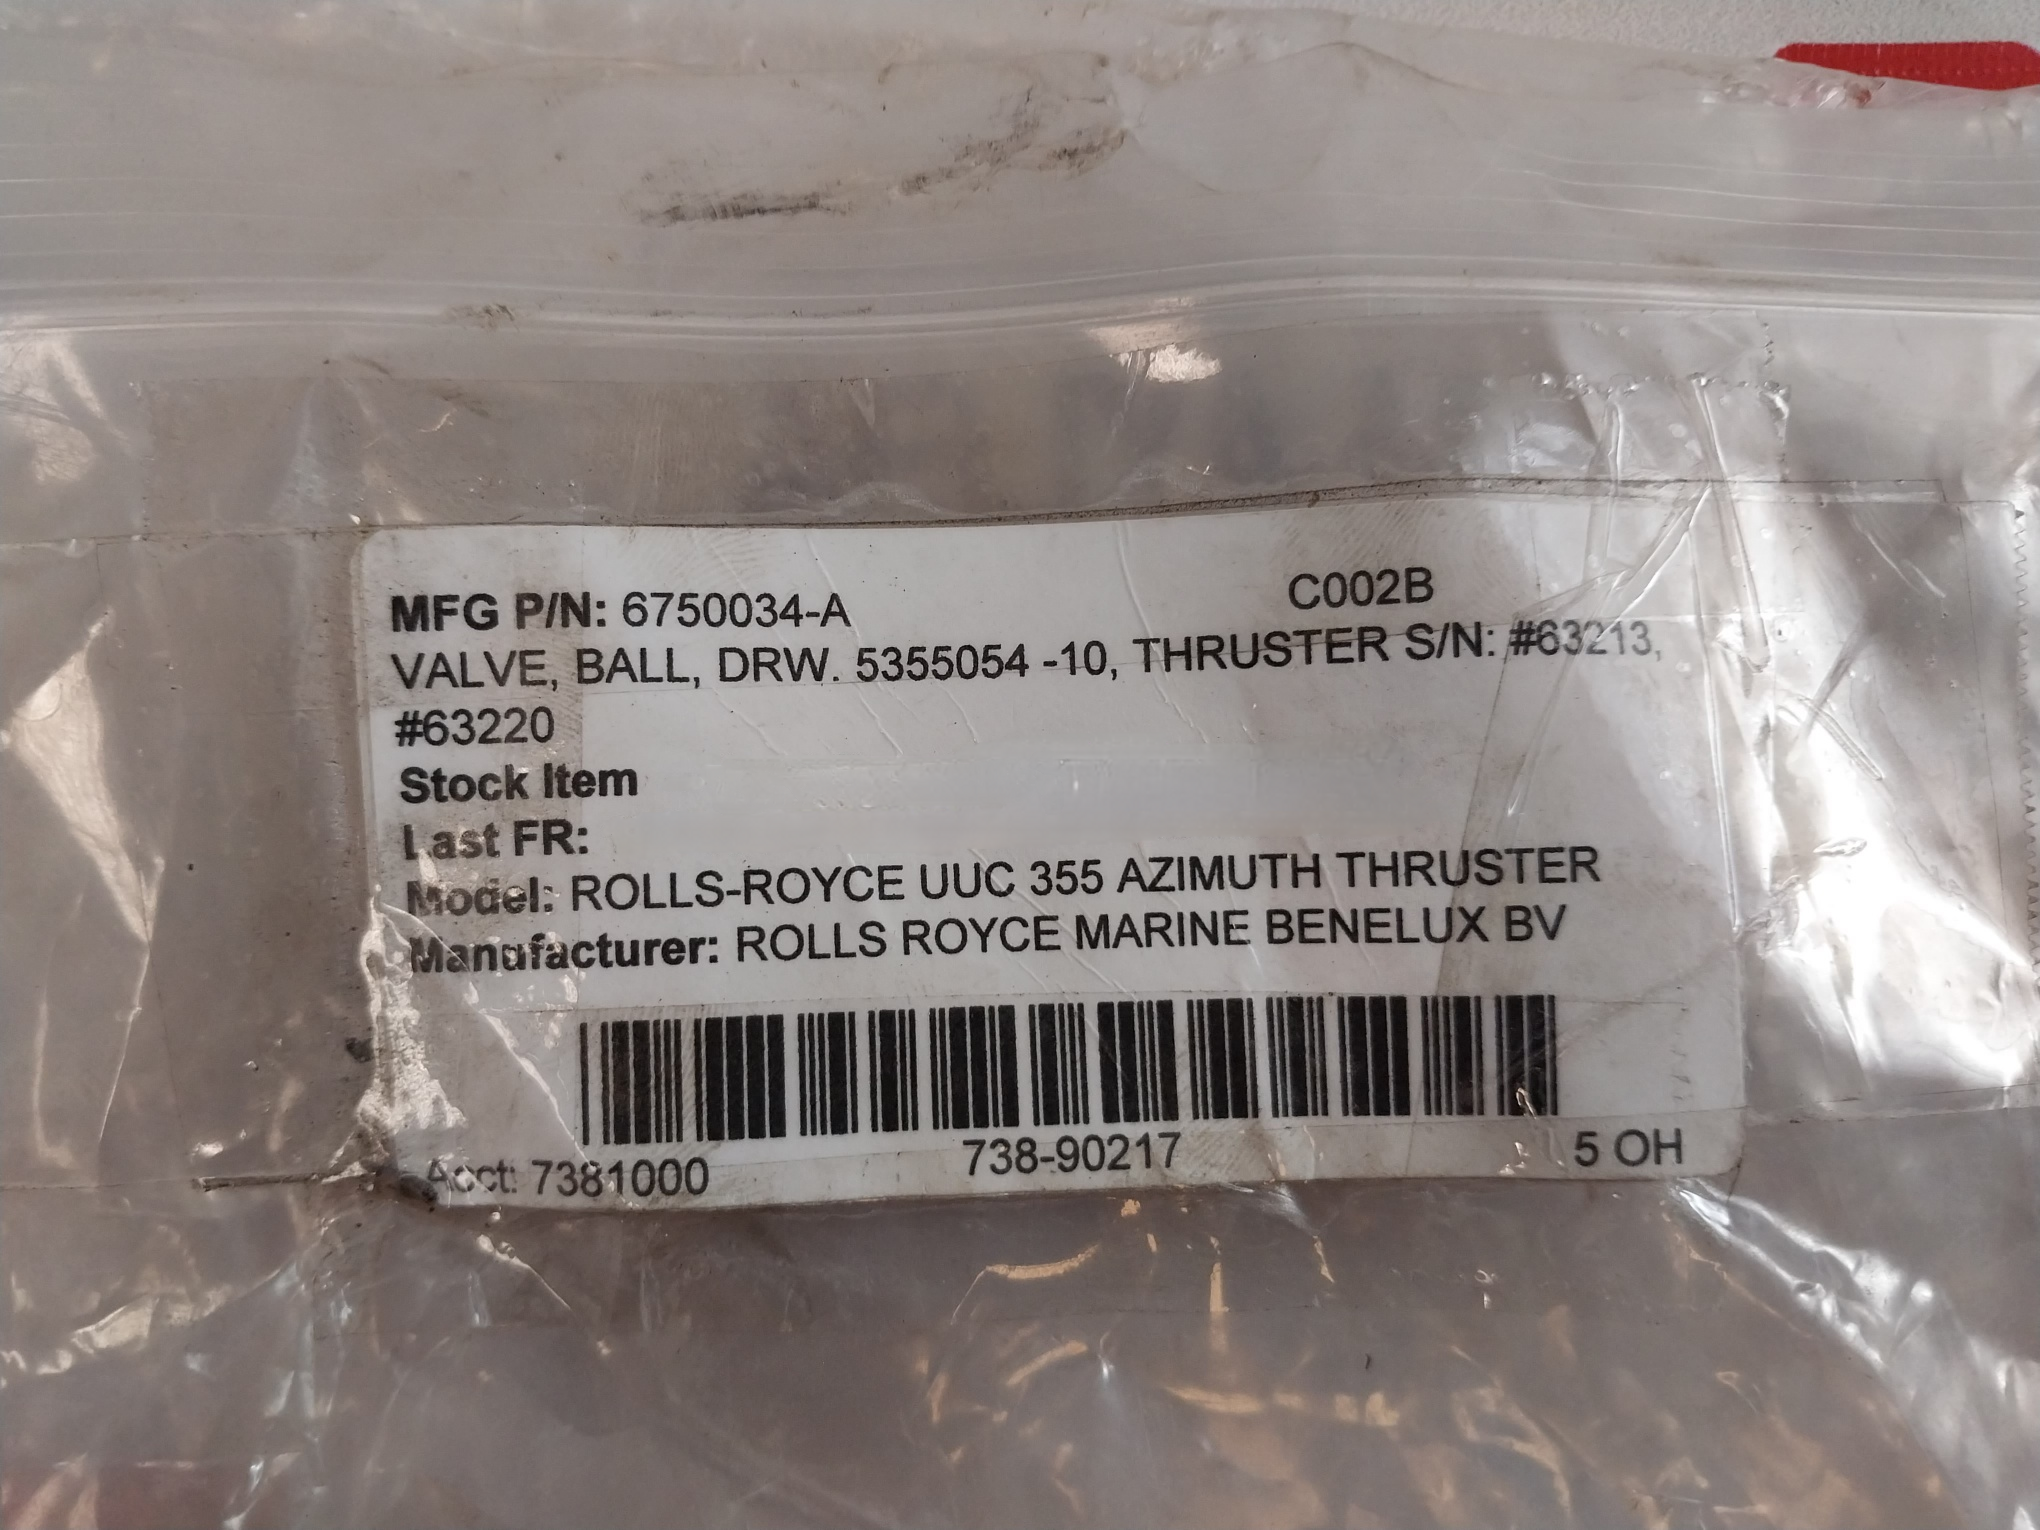 MFG P/N: 6750034-A C002B
VALVE, BALL, DRW. 5355054 -10, THRUSTER S/N: #63213,
#63220
Stock Item
Last FR:
Model: ROLLS-ROYCE UUC 355 AZIMUTH THRUSTER
Manufacturer: ROLLS ROYCE MARINE BENELUX BV
Acct: 7381000 738-90217 5 OH